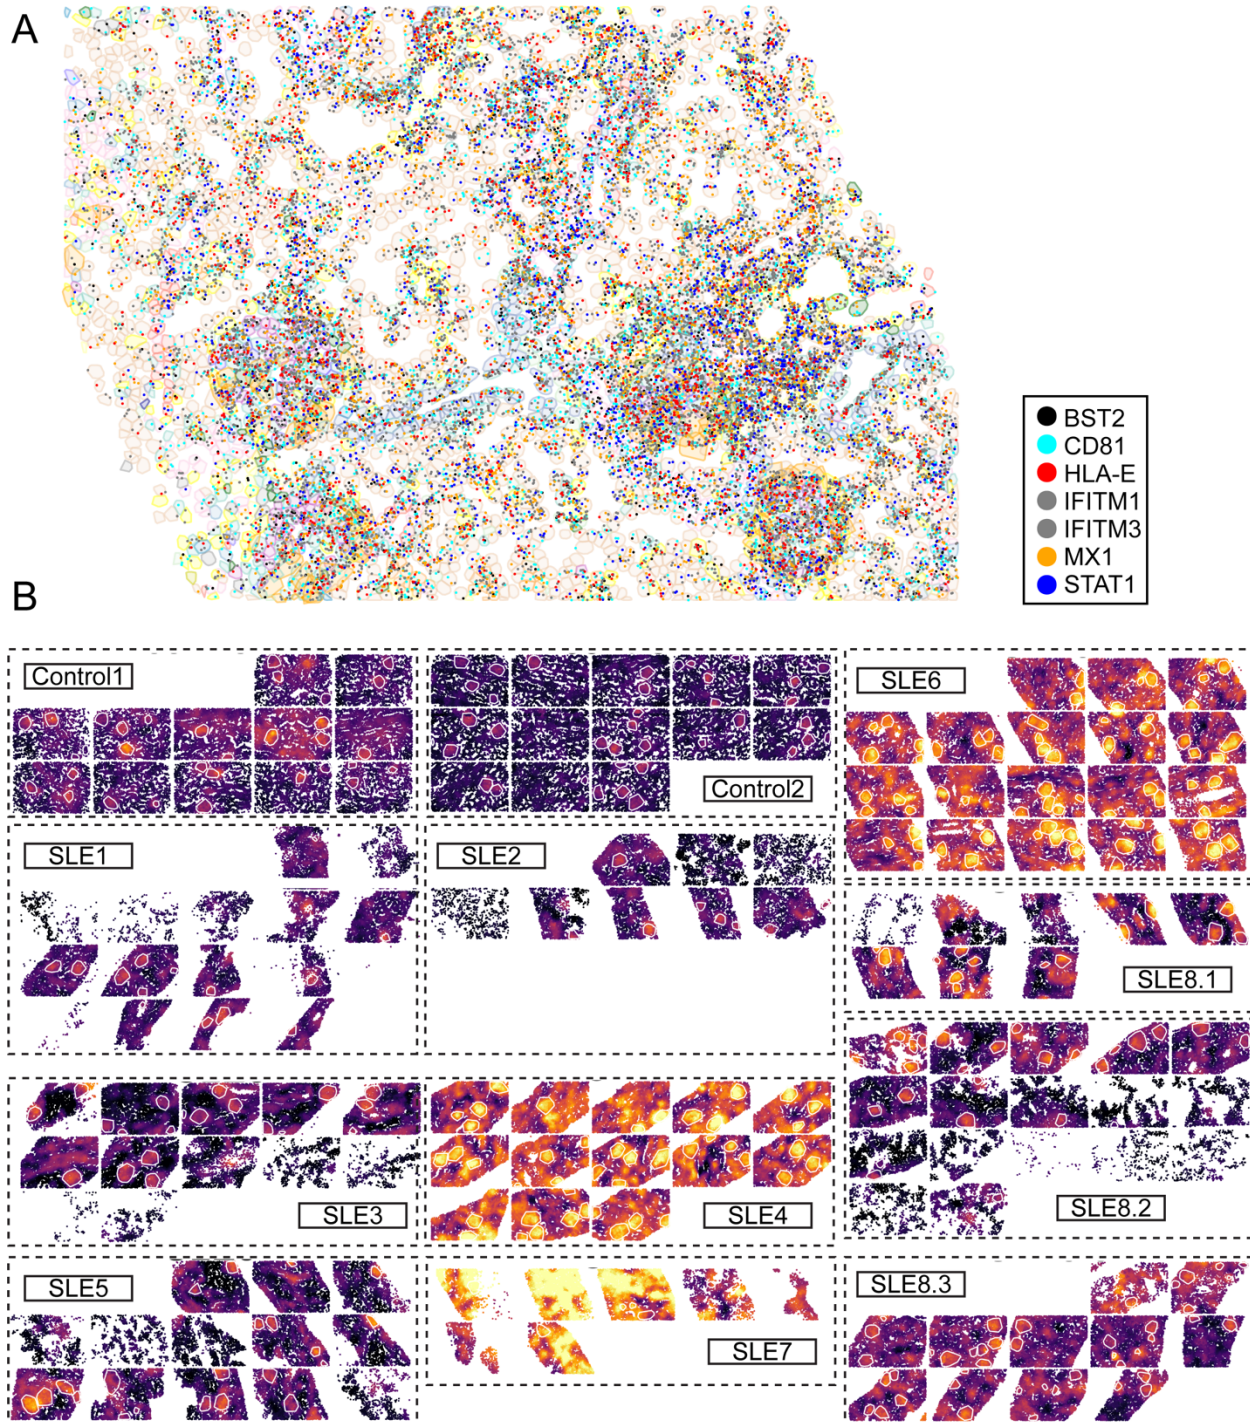 A
BST2
CD81
HLA-E
IFITM1
IFITM3
MX1
STAT1
B
Control1
Control2
SLE6
SLE1
SLE2
SLE8.1
SLE3
SLE4
SLE8.2
SLE5
SLE7
SLE8.3